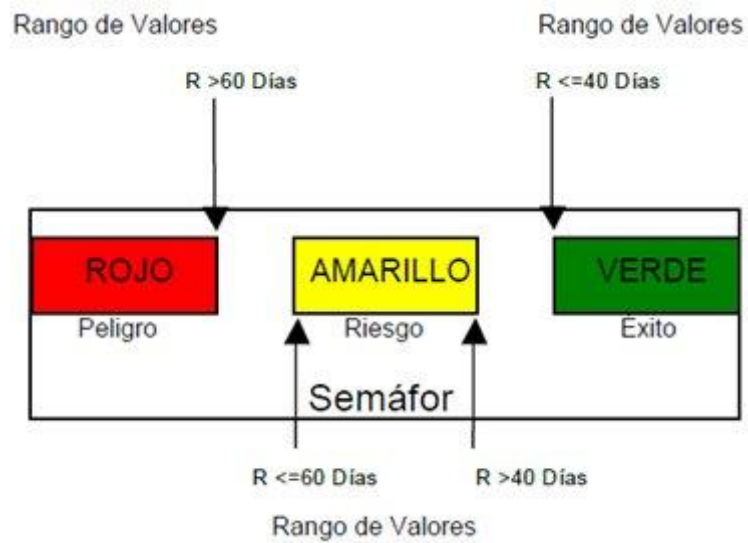 Rango de Valores
Rango de Valores
R >60 Días
R <=40 Días
ROJO
AMARILLO
VERDE
Peligro
Riesgo
Éxito
Semáfor
R <=60 Días
R >40 Días
Rango de Valores